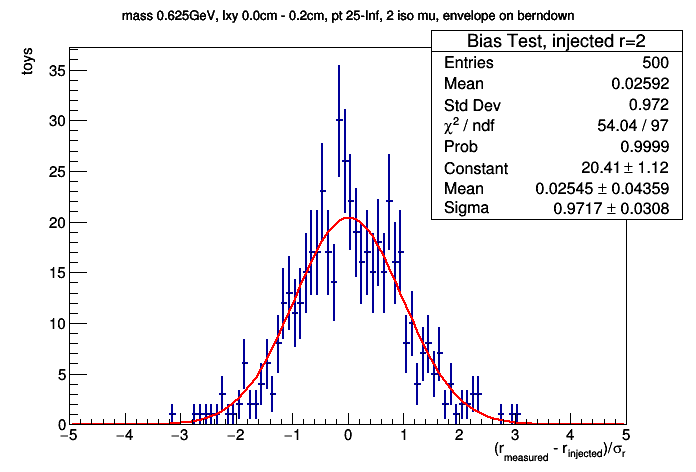 mass 0.625GeV, lxy 0.0cm - 0.2cm, pt 25-Inf, 2 iso mu, envelope on berndown
toys
Bias Test, injected r=2
Entries 500
Mean 0.02592
Std Dev 0.972
χ² / ndf 54.04 / 97
Prob 0.9999
Constant 20.41 ± 1.12
Mean 0.02545 ± 0.04359
Sigma 0.9717 ± 0.0308
35
30
25
20
15
10
5
0
−5 −4 −3 −2 −1 0 1 2 3 4 5
(r_measured - r_injected)/σ_r